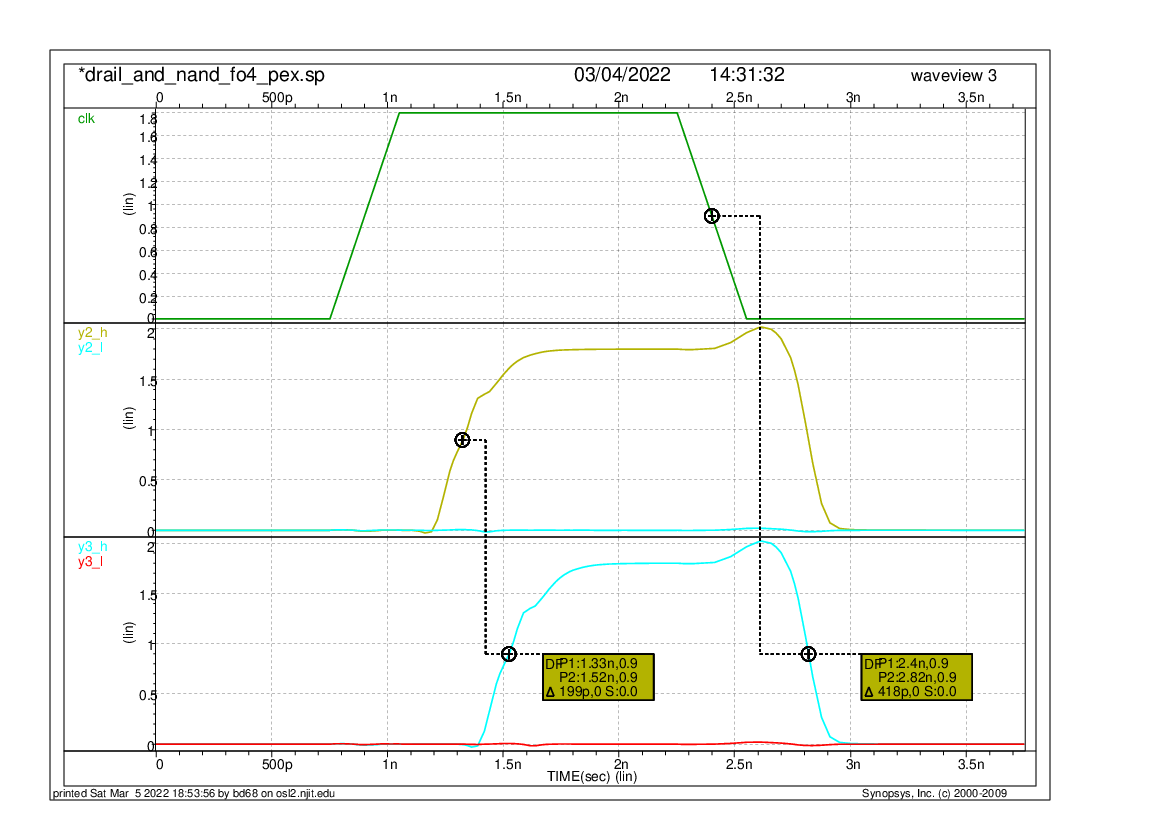 *drail_and_nand_fo4_pex.sp 03/04/2022 14:31:32 waveview 3
0 500p 1n 1.5n 2n 2.5n 3n 3.5n
clk
1.8
1.6
1.4
1.2
1
0.8
0.6
0.4
0.2
0
(lin)
y2_h
y2_l
2
1.5
1
0.5
0
(lin)
y3_h
y3_l
2
1.5
1
0.5
0
(lin)
DP P1:1.33n,0.9
P2:1.52n,0.9
Δ 199p,0 S:0.0
DP P1:2.4n,0.9
P2:2.82n,0.9
Δ 418p,0 S:0.0
0 500p 1n 1.5n 2n 2.5n 3n 3.5n
TIME(sec) (lin)
printed Sat Mar 5 2022 18:53:56 by bd68 on osl2.njit.edu Synopsys, Inc. (c) 2000-2009